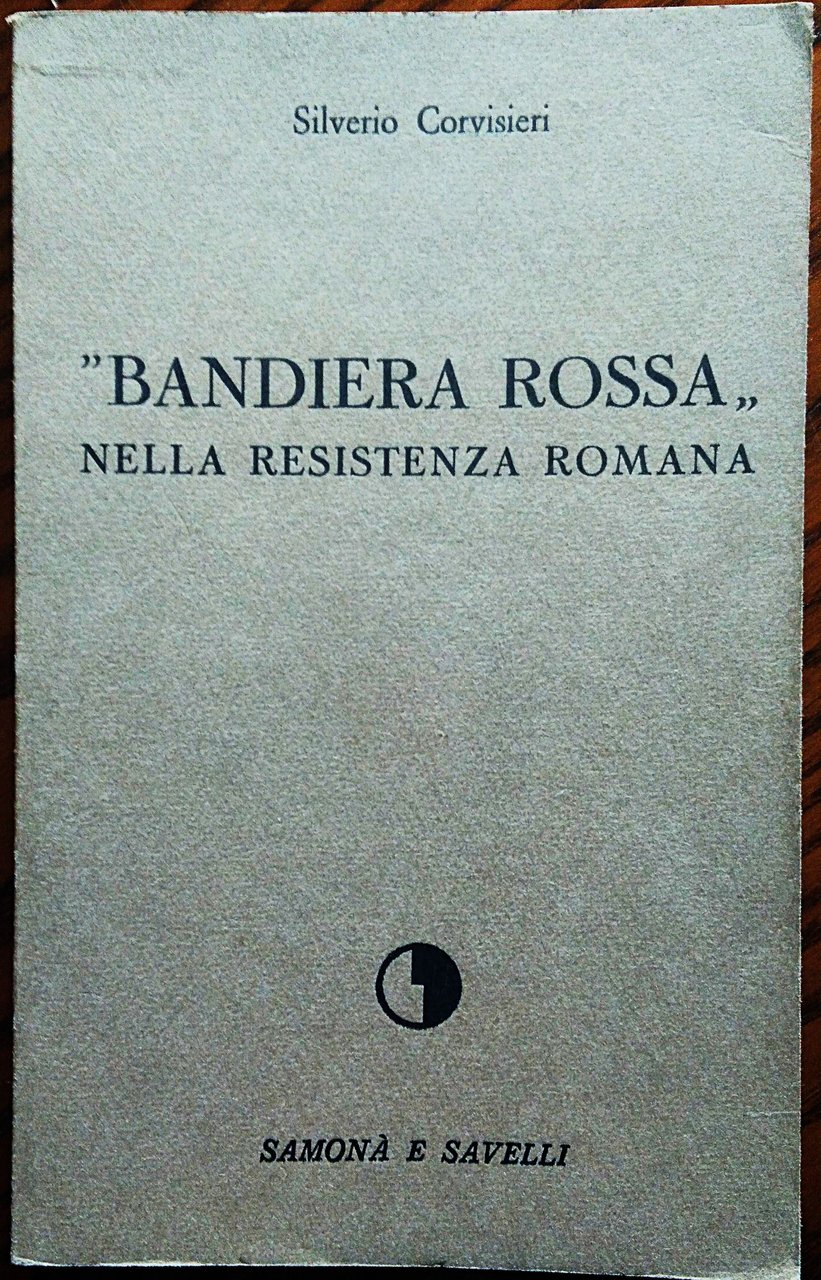 Silverio Corvisieri
”BANDIERA ROSSA„
NELLA RESISTENZA ROMANA
SAMONÀ E SAVELLI